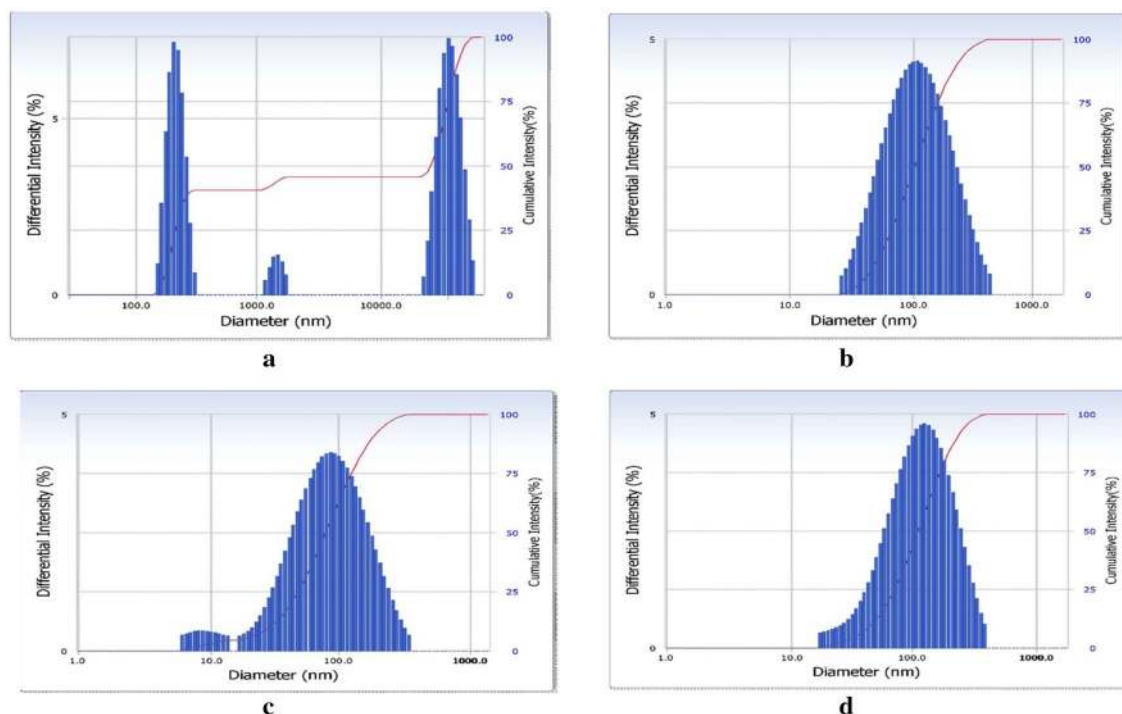 100
75
50
25
0
5
0
100.0 1000.0 10000.0
Differential Intensity (%)
Cumulative Intensity(%)
Diameter (nm)
a
100
75
50
25
0
5
0
1.0 10.0 100.0 1000.0
Differential Intensity (%)
Cumulative Intensity(%)
Diameter (nm)
b
100
75
50
25
0
5
0
1.0 10.0 100.0 1000.0
Differential Intensity (%)
Cumulative Intensity(%)
Diameter (nm)
c
100
75
50
25
0
5
0
1.0 10.0 100.0 1000.0
Differential Intensity (%)
Cumulative Intensity(%)
Diameter (nm)
d